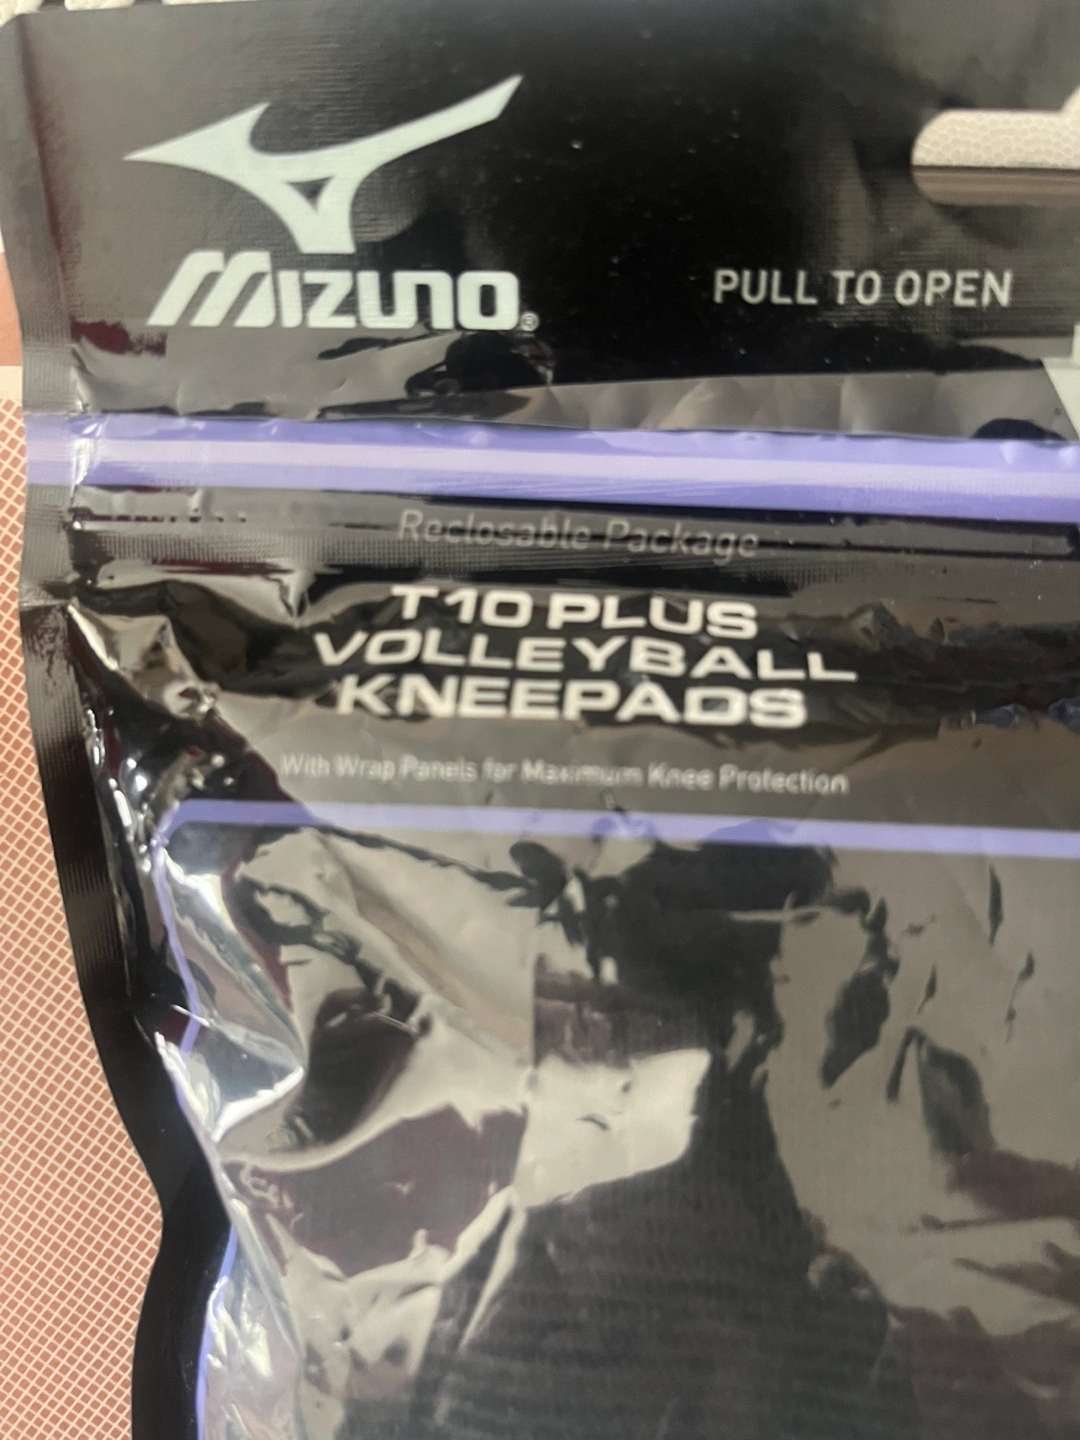 MIZUNO®
PULL TO OPEN
Reclosable Package
T10 PLUS
VOLLEYBALL
KNEEPADS
With Wrap Panels for Maximum Knee Protection